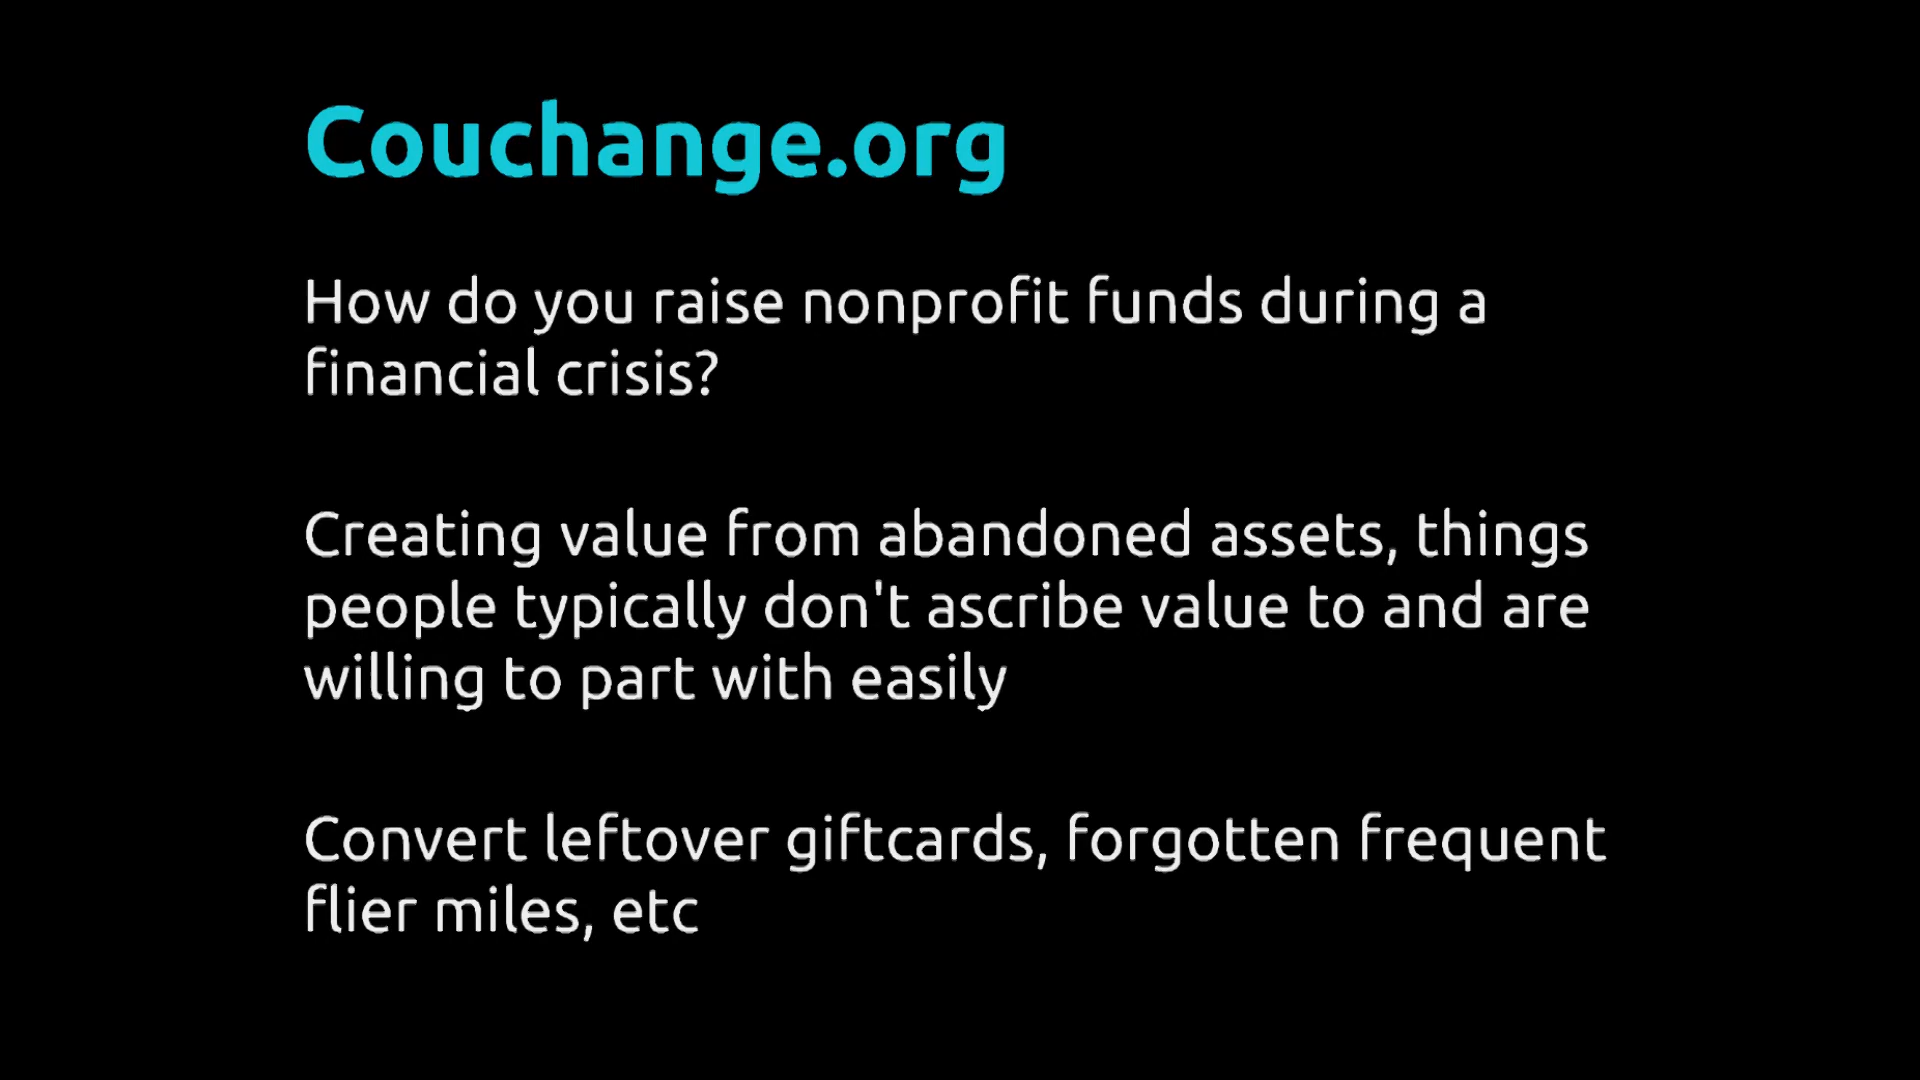 Couchange.org
How do you raise nonprofit funds during a
financial crisis?
Creating value from abandoned assets, things
people typically don't ascribe value to and are
willing to part with easily
Convert leftover giftcards, forgotten frequent
flier miles, etc